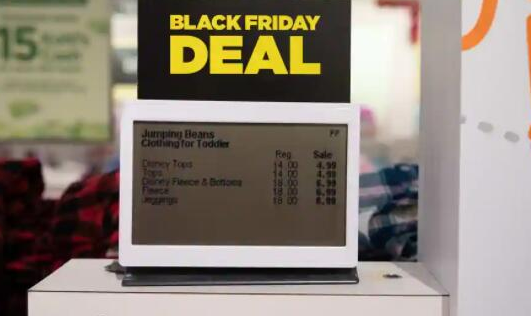 15
BLACK FRIDAY
DEAL
Jumping Beans FP
Clothing for Toddler
Reg Sale
Disney Tops 14.00 4.99
Tops 14.00 4.99
Disney Fleece & Bottoms 18.00 6.99
Fleece 18.00 6.99
Jeggings 18.00 6.99